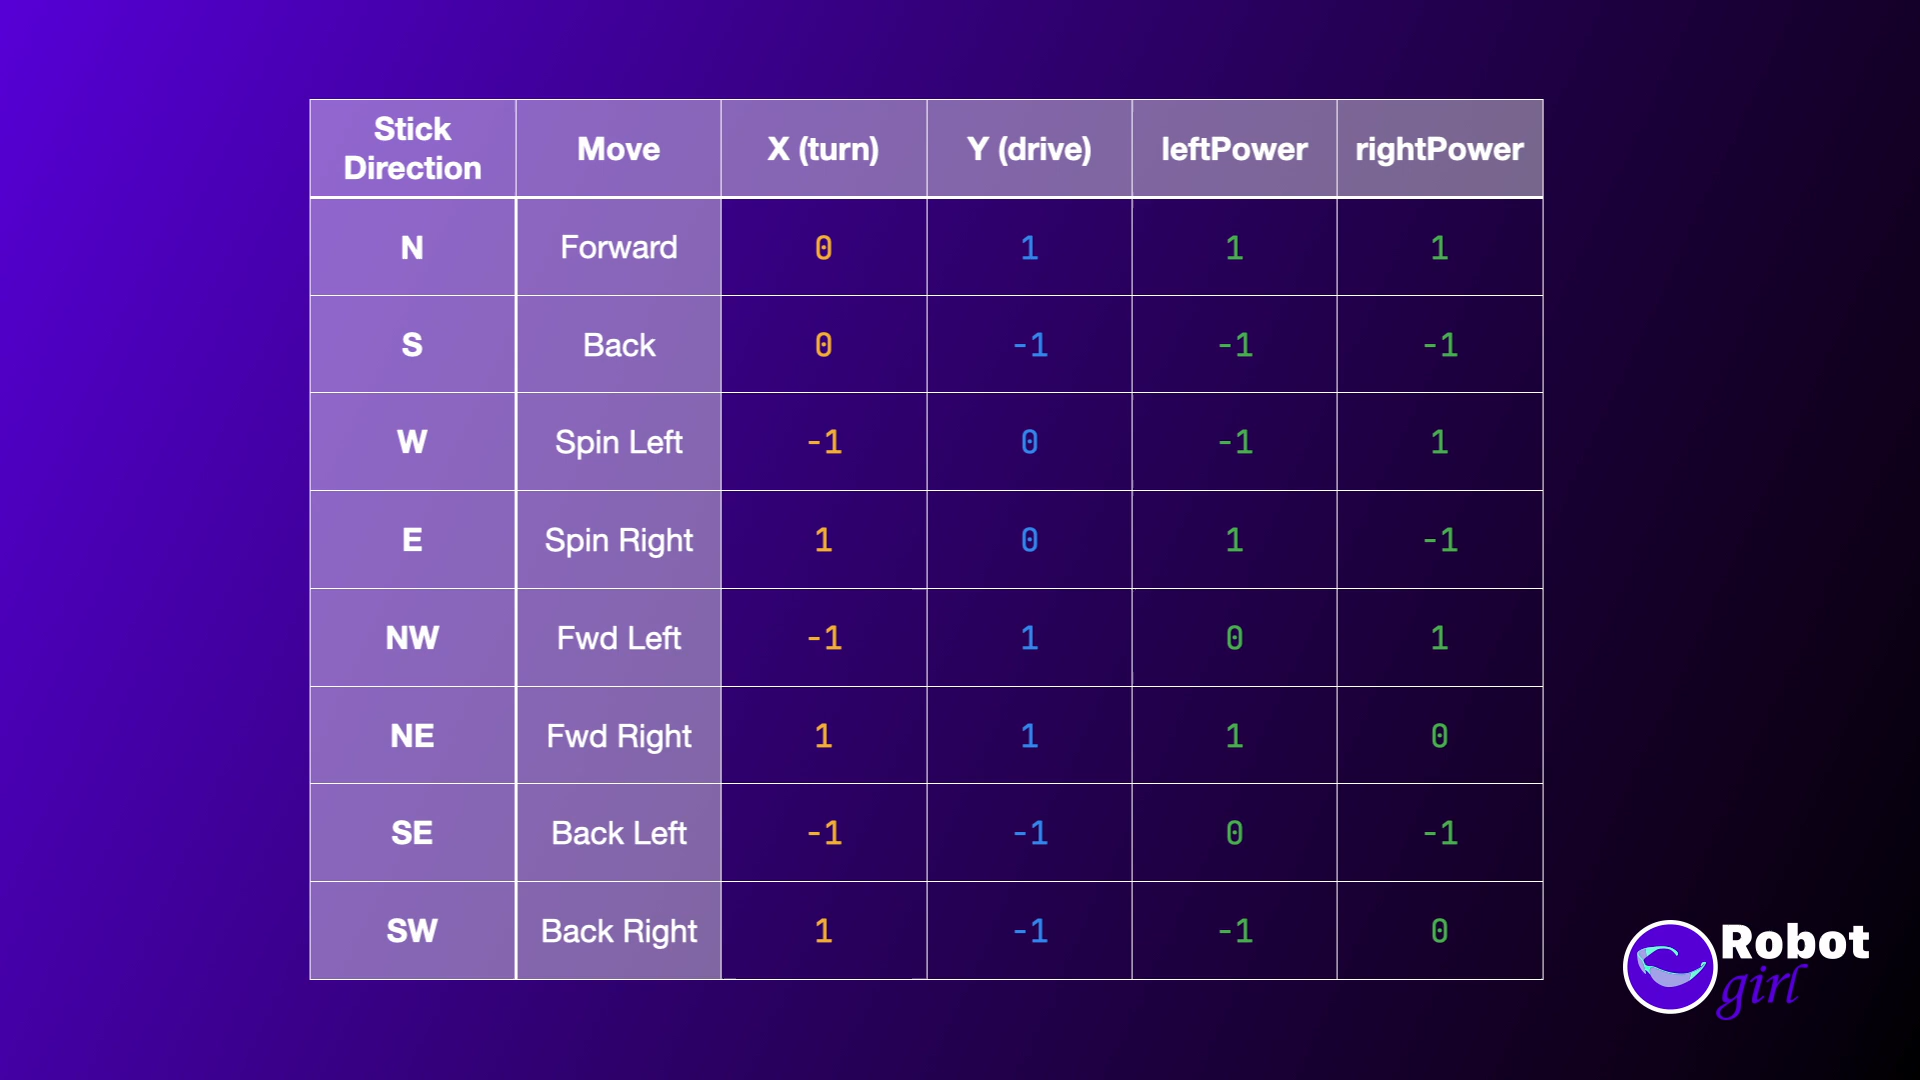 Stick Direction Move X (turn) Y (drive) leftPower rightPower
N Forward 0 1 1 1
S Back 0 -1 -1 -1
W Spin Left -1 0 -1 1
E Spin Right 1 0 1 -1
NW Fwd Left -1 1 0 1
NE Fwd Right 1 1 1 0
SE Back Left -1 -1 0 -1
SW Back Right 1 -1 -1 0
Robot
girl